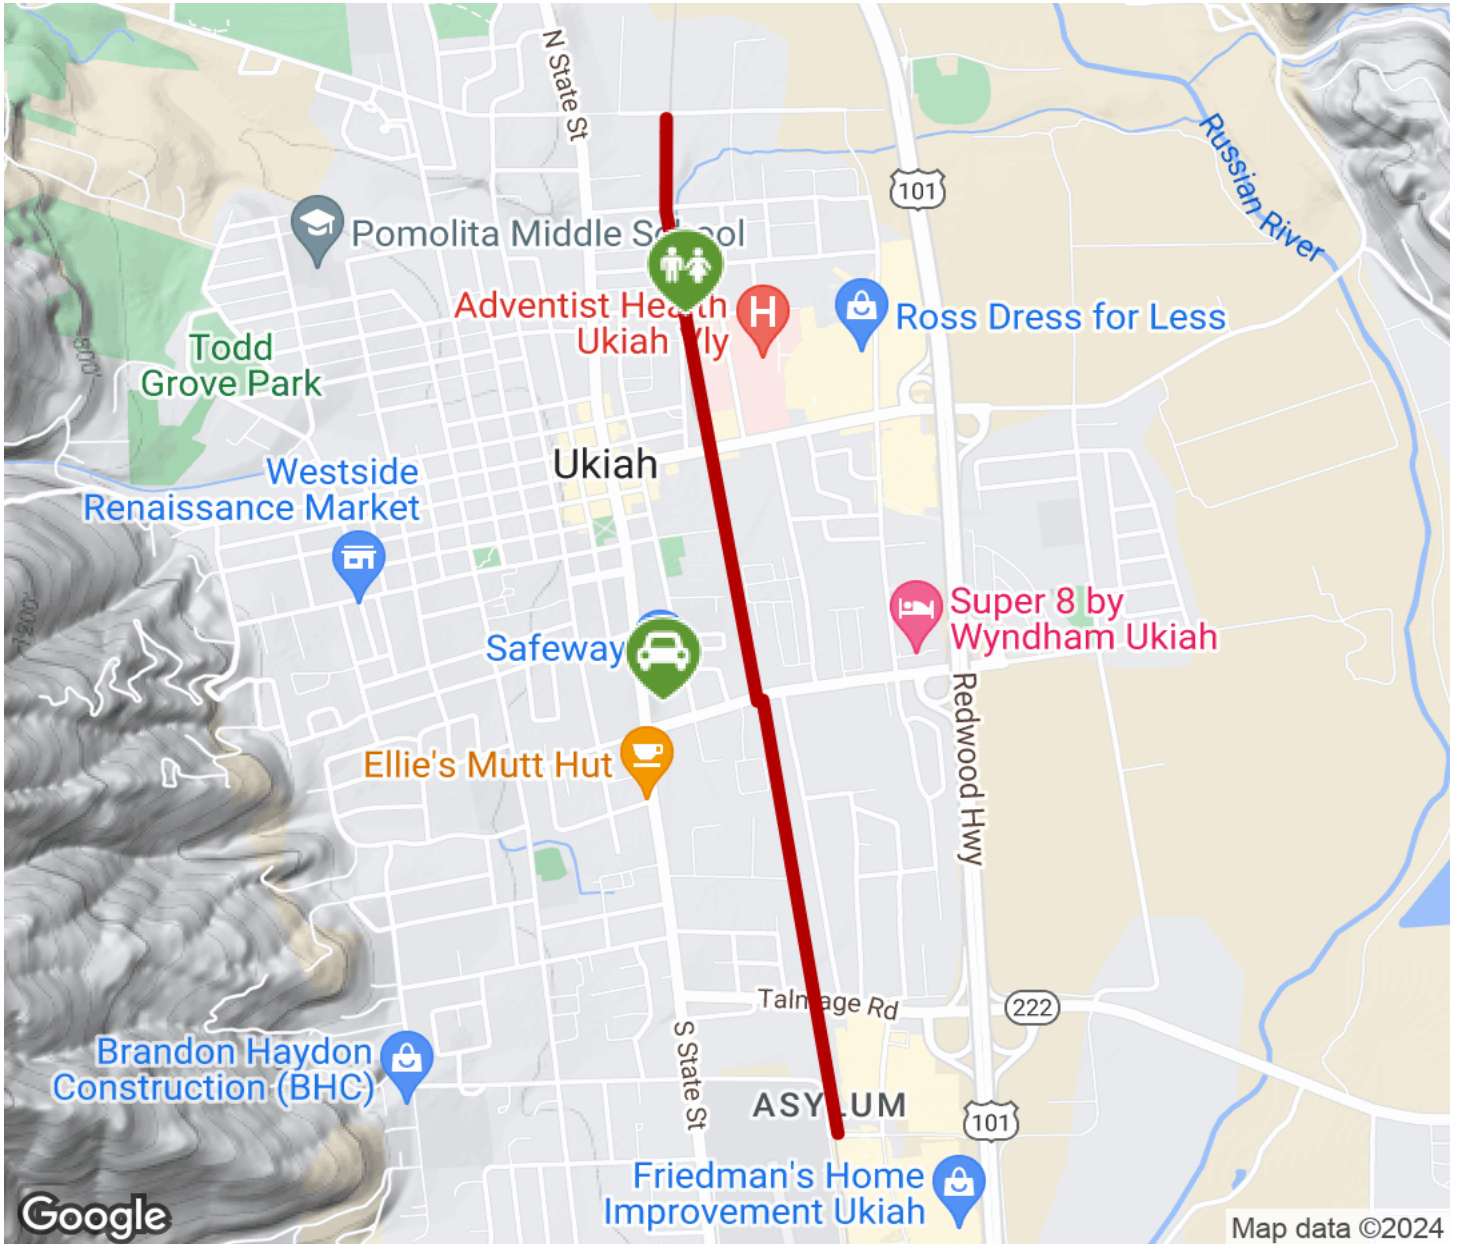 N State St
101
Russian River
Pomolita Middle School
Adventist Health
Ukiah Vly
H
Ross Dress for Less
Todd
Grove Park
500'
Ukiah
Westside
Renaissance Market
Super 8 by
Wyndham Ukiah
Safeway
Redwood Hwy
Ellie's Mutt Hut
Talmage Rd
222
S State St
Brandon Haydon
Construction (BHC)
ASYLUM
101
Friedman's Home
Improvement Ukiah
Google
Map data ©2024